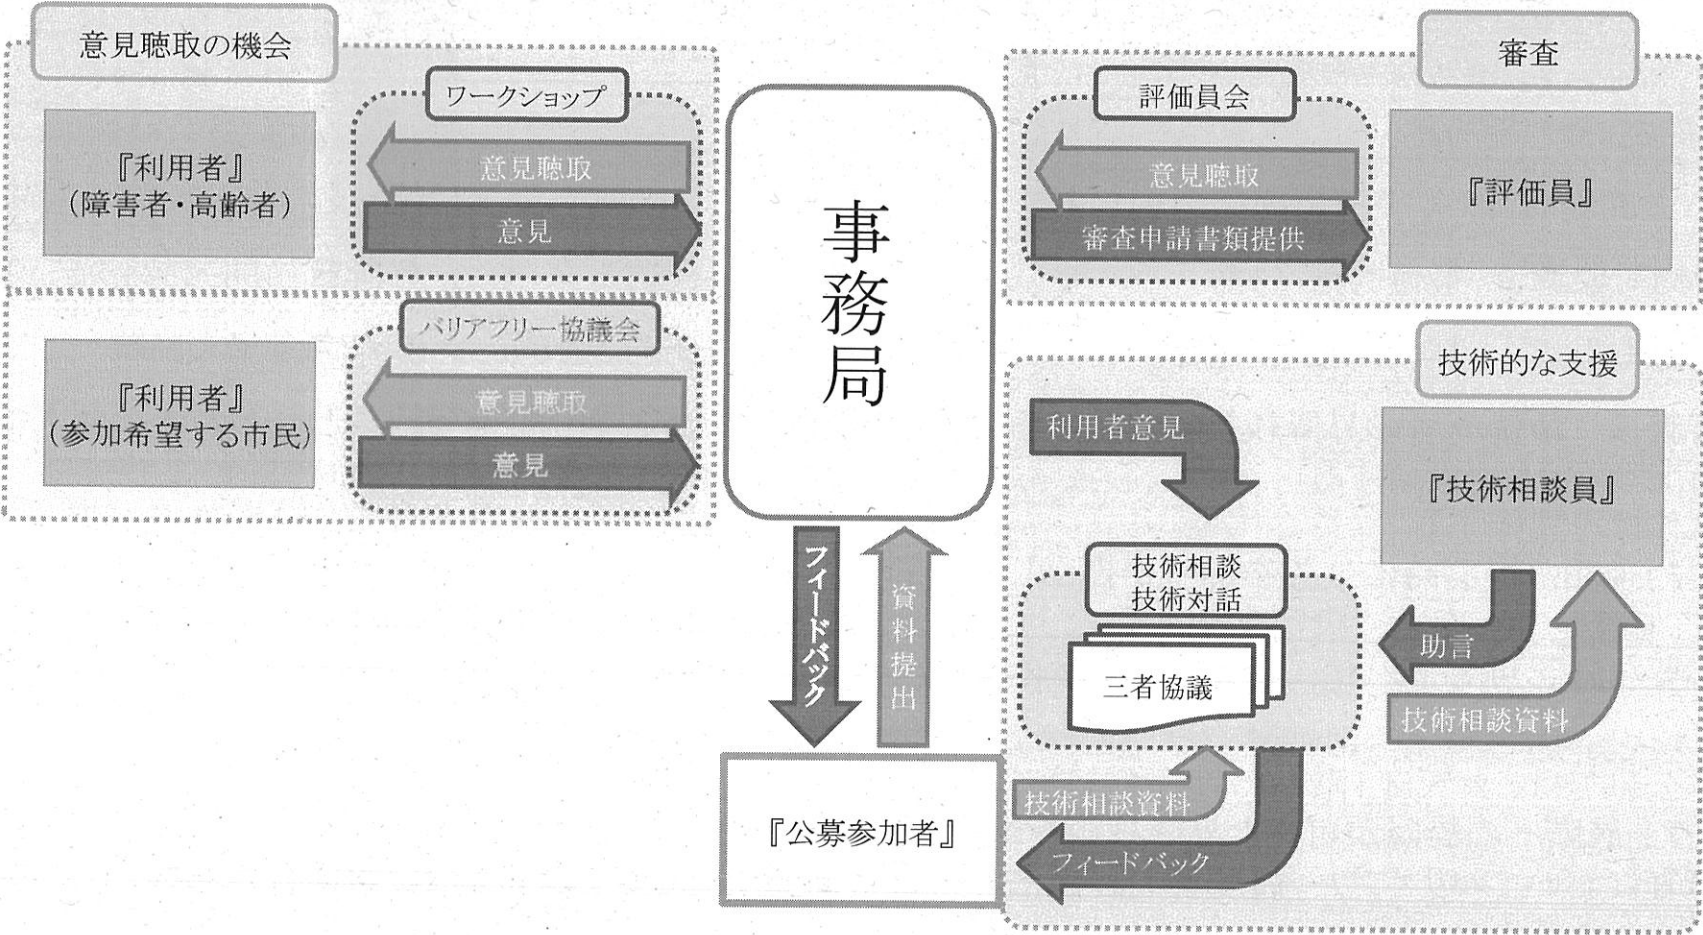 意見聴取の機会
ワークショップ
『利用者』
(障害者・高齢者)
意見聴取
意見
バリアフリー協議会
『利用者』
(参加希望する市民)
意見聴取
意見
事務局
フィードバック
資料提出
『公募参加者』
審査
評価員会
意見聴取
審査申請書類提供
『評価員』
技術的な支援
利用者意見
『技術相談員』
技術相談
技術対話
三者協議
助言
技術相談資料
技術相談資料
フィードバック